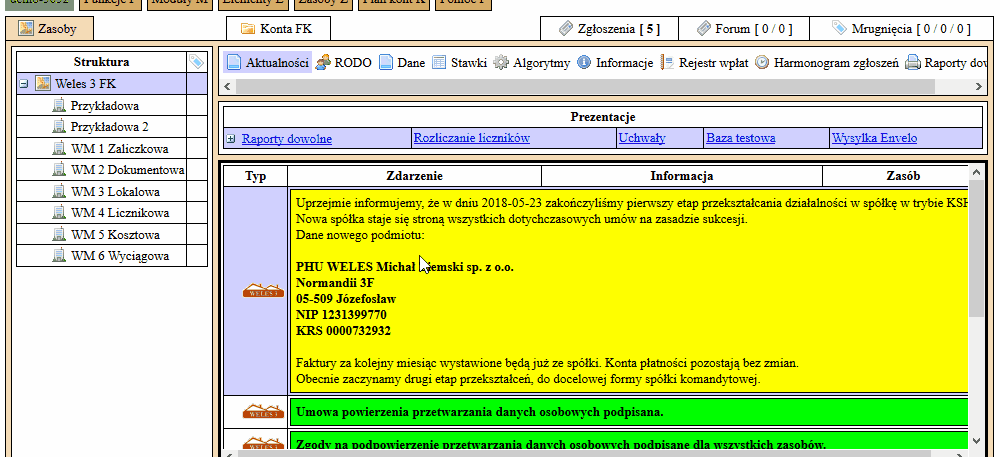 demo-3032 Funkcje F Moduły M Elementy E Zasoby Z Plan kont K Pomoc P
Zasoby
Konta FK
Zgłoszenia [ 5 ]
Forum [ 0 / 0 ]
Mrugnięcia [ 0 / 0 / 0 ]
Struktura
Weles 3 FK
Przykładowa
Przykładowa 2
WM 1 Zaliczkowa
WM 2 Dokumentowa
WM 3 Lokalowa
WM 4 Licznikowa
WM 5 Kosztowa
WM 6 Wyciągowa
Aktualności RODO Dane Stawki Algorytmy Informacje Rejestr wpłat Harmonogram zgłoszeń Raporty dow
Prezentacje
Raporty dowolne Rozliczanie liczników Uchwały Baza testowa Wysylka Envelo
Typ Zdarzenie Informacja Zasób
Uprzejmie informujemy, że w dniu 2018-05-23 zakończyliśmy pierwszy etap przekształcania działalności w spółkę w trybie KSH
Nowa spółka staje się stroną wszystkich dotychczasowych umów na zasadzie sukcesji.
Dane nowego podmiotu:
PHU WELES Michał emski sp. z o.o.
Normandii 3F
05-509 Józefosław
NIP 1231399770
KRS 0000732932
Faktury za kolejny miesiąc wystawione będą już ze spółki. Konta płatności pozostają bez zmian.
Obecnie zaczynamy drugi etap przekształceń, do docelowej formy spółki komandytowej.
WELES 3
WELES 3
Umowa powierzenia przetwarzania danych osobowych podpisana.
WELES 3
Zgody na podpowierzenie przetwarzania danych osobowych podpisane dla wszystkich zasobów.